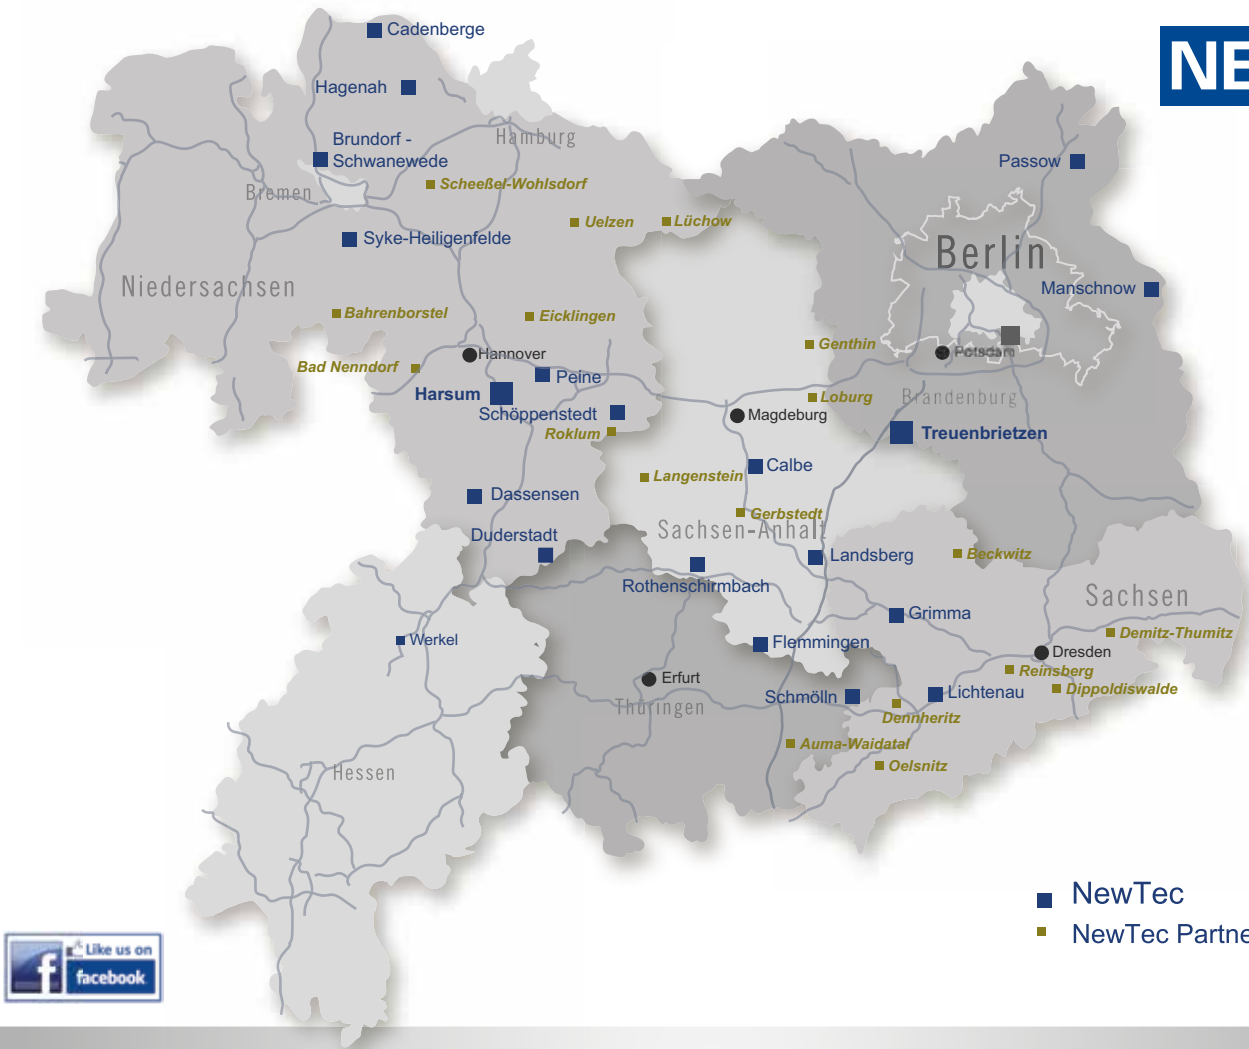 Cadenberge
NE
Hagenah
Hamburg
Brundorf -
Schwanewede
Passow
Scheeßel-Wohlsdorf
Bremen
Uelzen
Lüchow
Syke-Heiligenfelde
Berlin
Niedersachsen
Manschnow
Bahrenborstel
Eicklingen
Genthin
Hannover
Potsdam
Bad Nenndorf
Peine
Harsum
Loburg
Brandenburg
Schöppenstedt
Magdeburg
Roklum
Treuenbrietzen
Calbe
Langenstein
Dassensen
Gerbstedt
Sachsen-Anhalt
Duderstadt
Landsberg
Beckwitz
Rothenschirmbach
Sachsen
Grimma
Werkel
Flemmingen
Demitz-Thumitz
Dresden
Reinsberg
Erfurt
Dippoldiswalde
Schmölln
Lichtenau
Thüringen
Dennheritz
Auma-Waidatal
Oelsnitz
Hessen
NewTec
NewTec Partne
Like us on
facebook